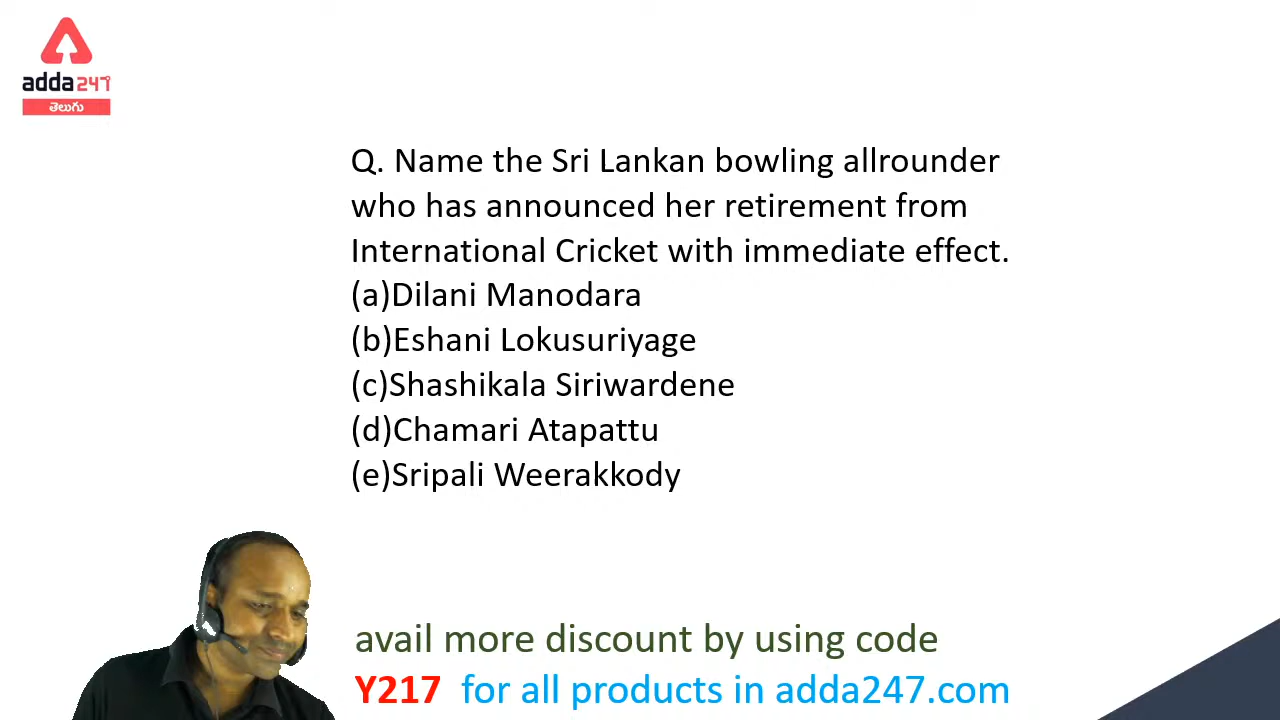 adda247
తెలుగు
Q. Name the Sri Lankan bowling allrounder
who has announced her retirement from
International Cricket with immediate effect.
(a)Dilani Manodara
(b)Eshani Lokusuriyage
(c)Shashikala Siriwardene
(d)Chamari Atapattu
(e)Sripali Weerakkody
avail more discount by using code
Y217 for all products in adda247.com